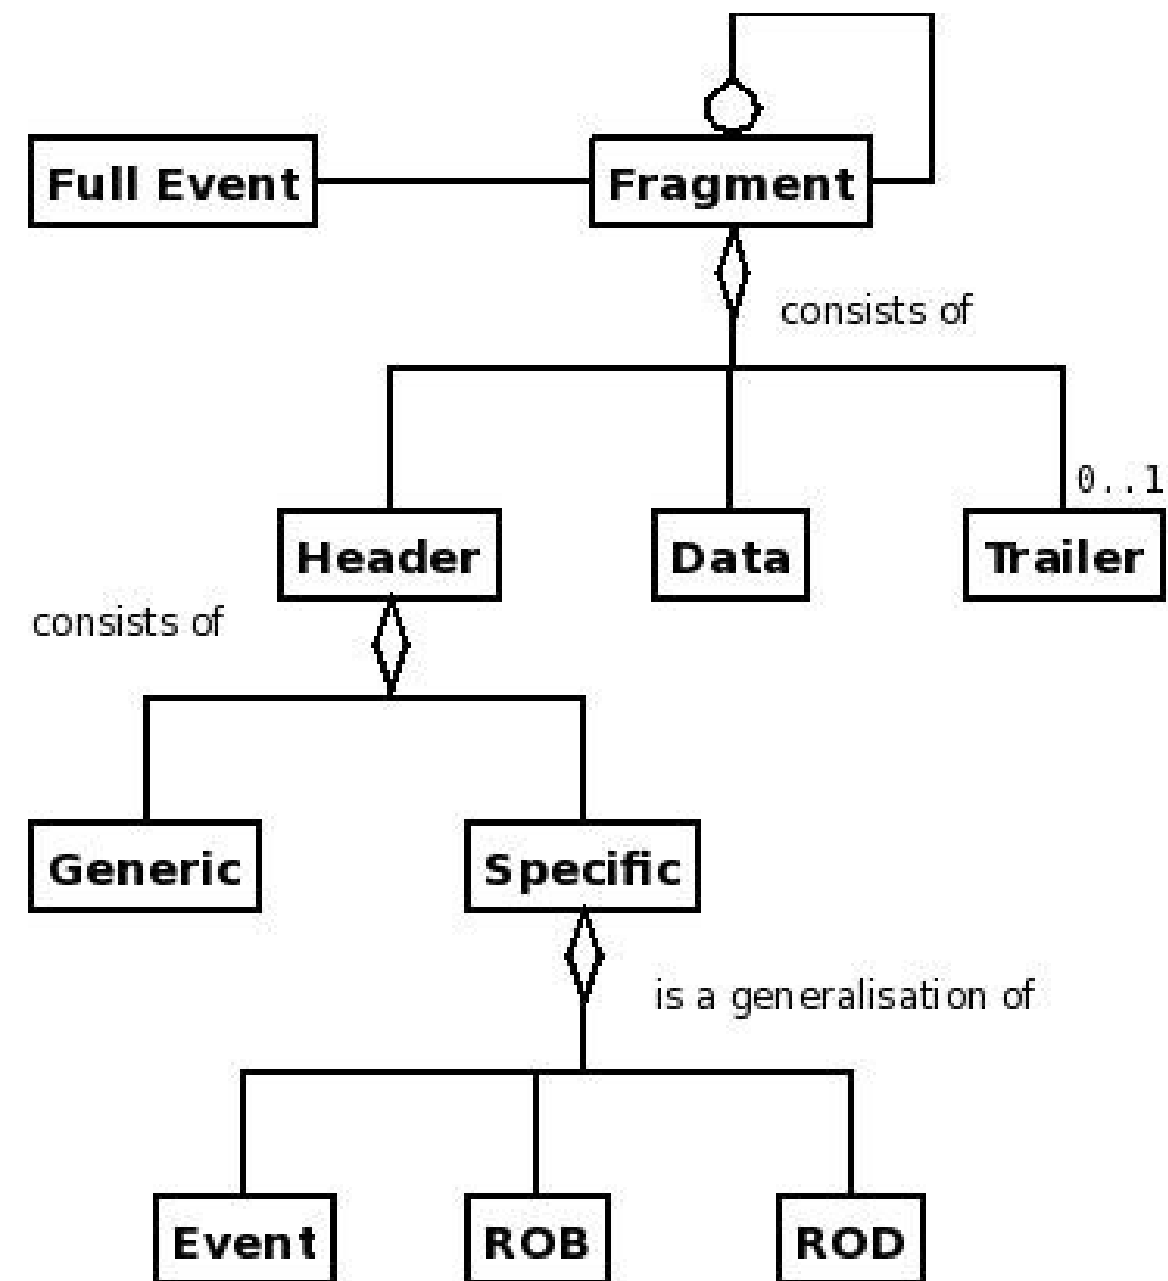 Full Event
Fragment
consists of
0..1
Header
Data
Trailer
consists of
Generic
Specific
is a generalisation of
Event
ROB
ROD